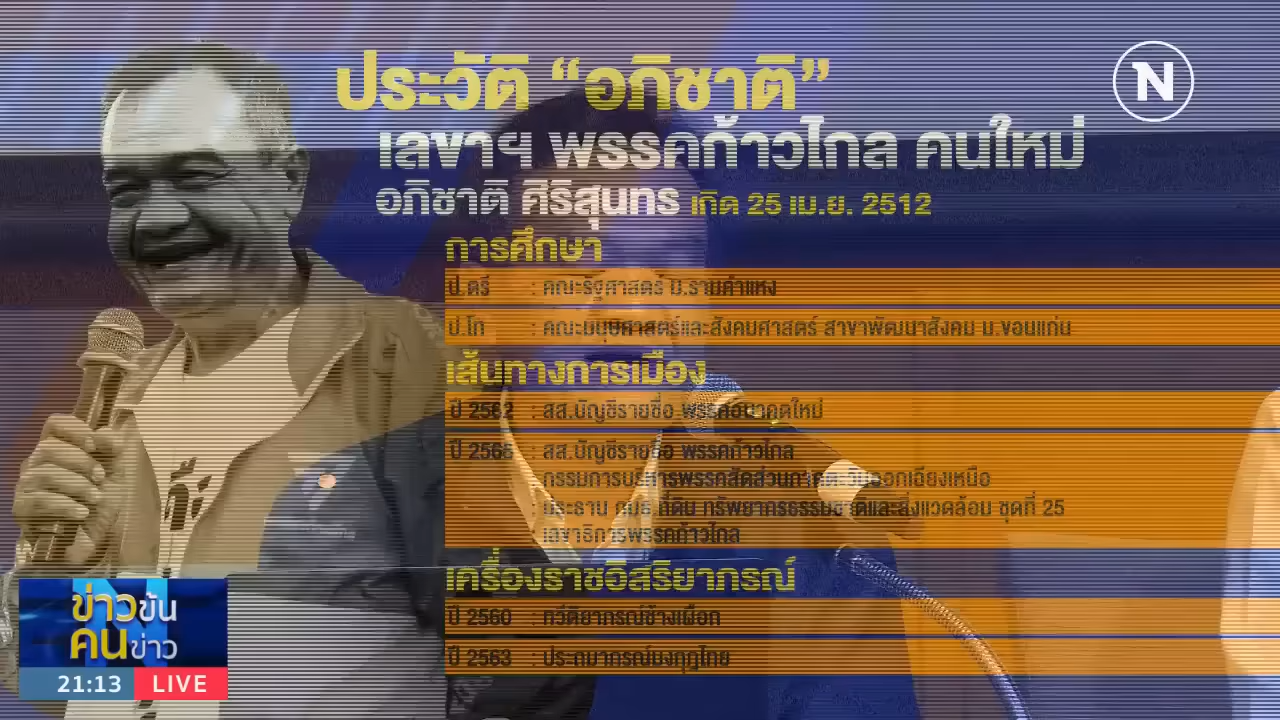 ประวัติ “อภิชาติ”
N
เลขาฯ พรรคก้าวไกล คนใหม่
อภิชาติ ศิริสุนทร เกิด 25 เม.ย. 2512
การศึกษา
ป.ตรี : คณะรัฐศาสตร์ ม.รามคำแหง
ป.โท : คณะมนุษศาสตร์และสังคมศาสตร์ สาขาพัฒนาสังคม ม.ขอนแก่น
เส้นทางการเมือง
ปี 2562 : สส.บัญชีรายชื่อ พรรคอนาคตใหม่
ปี 2566 : สส.บัญชีรายชื่อ พรรคก้าวไกล
: กรรมการบริหารพรรคสัดส่วนภาคตะวันออกเฉียงเหนือ
: ประธาน กมธ.ที่ดิน ทรัพยากรธรรมชาติและสิ่งแวดล้อม ชุดที่ 25
: เลขาธิการพรรคก้าวไกล
เครื่องราชอิสริยาภรณ์
ปี 2560 : ทวีติยาภรณ์ช้างเผือก
ปี 2563 : ประถมาภรณ์มงกุฎไทย
ข่าวข้น
คนข่าว
21:13 LIVE